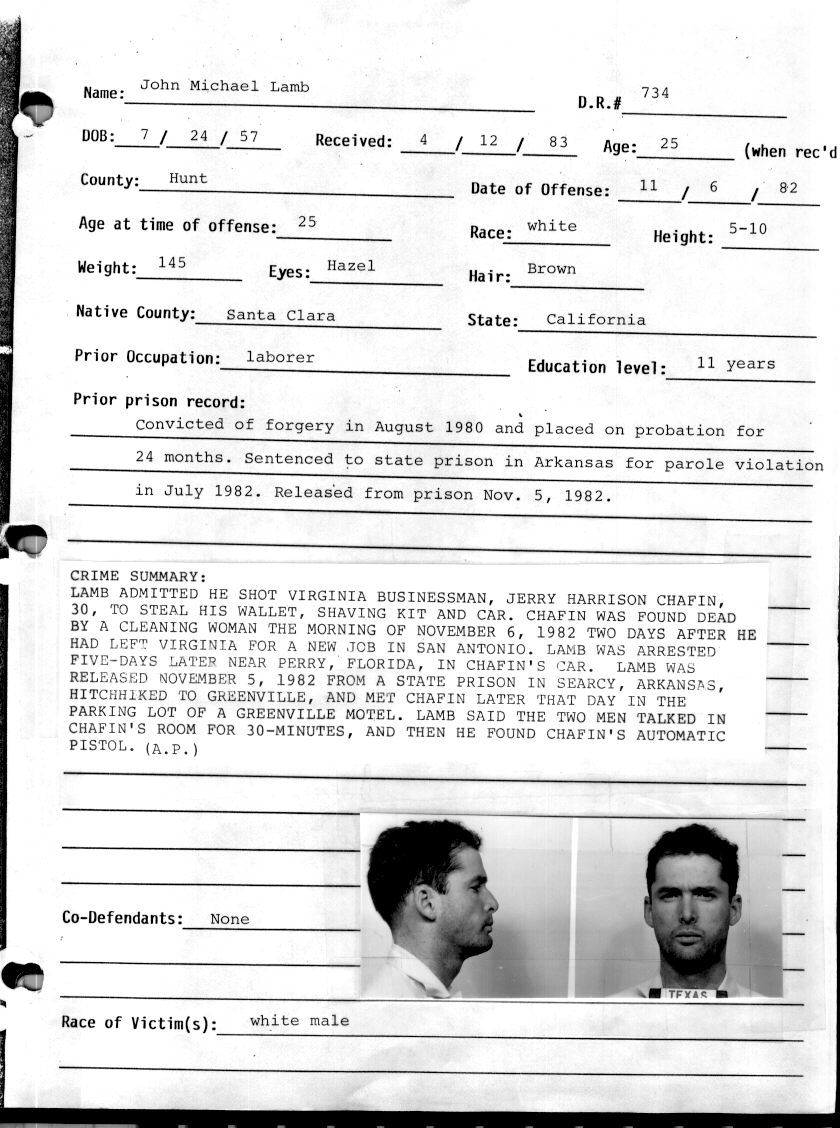 Name: John Michael Lamb D.R.# 734
DOB: 7 / 24 / 57 Received: 4 / 12 / 83 Age: 25 (when rec'd
County: Hunt Date of Offense: 11 / 6 / 82
Age at time of offense: 25 Race: white Height: 5-10
Weight: 145 Eyes: Hazel Hair: Brown
Native County: Santa Clara State: California
Prior Occupation: laborer Education level: 11 years
Prior prison record:
Convicted of forgery in August 1980 and placed on probation for
24 months. Sentenced to state prison in Arkansas for parole violation
in July 1982. Released from prison Nov. 5, 1982.
CRIME SUMMARY:
LAMB ADMITTED HE SHOT VIRGINIA BUSINESSMAN, JERRY HARRISON CHAFIN,
30, TO STEAL HIS WALLET, SHAVING KIT AND CAR. CHAFIN WAS FOUND DEAD
BY A CLEANING WOMAN THE MORNING OF NOVEMBER 6, 1982 TWO DAYS AFTER HE
HAD LEFT VIRGINIA FOR A NEW JOB IN SAN ANTONIO. LAMB WAS ARRESTED
FIVE-DAYS LATER NEAR PERRY, FLORIDA, IN CHAFIN'S CAR. LAMB WAS
RELEASED NOVEMBER 5, 1982 FROM A STATE PRISON IN SEARCY, ARKANSAS,
HITCHHIKED TO GREENVILLE, AND MET CHAFIN LATER THAT DAY IN THE
PARKING LOT OF A GREENVILLE MOTEL. LAMB SAID THE TWO MEN TALKED IN
CHAFIN'S ROOM FOR 30-MINUTES, AND THEN HE FOUND CHAFIN'S AUTOMATIC
PISTOL. (A.P.)
Co-Defendants: None
TEXAS
Race of Victim(s): white male